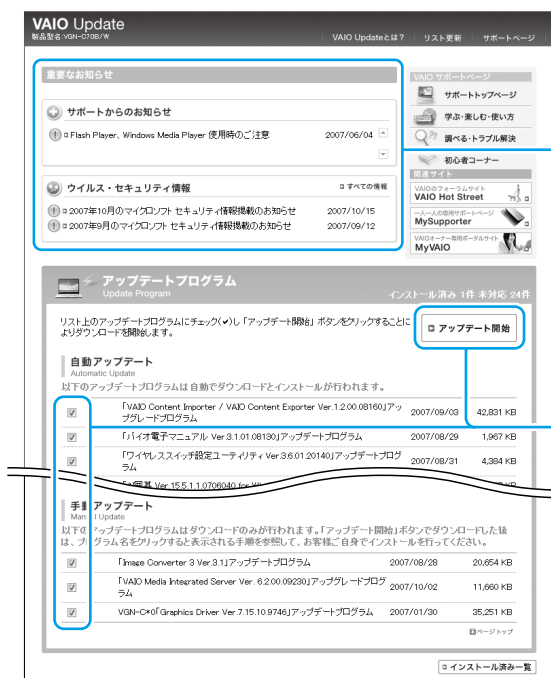 VAIO Update
製品型名:VGN-C70B/W
VAIO Updateとは? リスト更新 サポートページ
重要なお知らせ
サポートからのお知らせ
Flash Player、Windows Media Player 使用時のご注意 2007/06/04
ウイルス・セキュリティ情報 すべての情報
2007年10月のマイクロソフト セキュリティ情報掲載のお知らせ 2007/10/15
2007年9月のマイクロソフト セキュリティ情報掲載のお知らせ 2007/09/12
VAIO サポートページ
サポートトップページ
学ぶ・楽しむ・使い方
調べる・トラブル解決
初心者コーナー
関連サイト
VAIOのフォーラムサイト
VAIO Hot Street
一人一人の専用サポートページ
MySupporter
VAIOオーナー専用ポータルサイト
MyVAIO
アップデートプログラム
Update Program
インストール済み 1件 未対応 24件
リスト上のアップデートプログラムにチェック(✔)し「アップデート開始」ボタンをクリックすることに
よりダウンロードを開始します。
アップデート開始
自動アップデート
Automatic Update
以下のアップデートプログラムは自動でダウンロードとインストールが行われます。
「VAIO Content Importer / VAIO Content Exporter Ver.1.2.00.08160」アッ
プグレードプログラム 2007/09/03 42,831 KB
「バイオ電子マニュアル Ver.3.1.01.08130」アップデートプログラム 2007/08/29 1,967 KB
「ワイヤレススイッチ設定ユーティリティ Ver.3.6.01.20140」アップデートプログ
ラム 2007/08/31 4,384 KB
Ver.15.5.1.1.0706040 for
手動アップデート
Manual Update
以下のアップデートプログラムはダウンロードのみが行われます。「アップデート開始」ボタンでダウンロードした後
は、プログラム名をクリックすると表示される手順を参照して、お客様ご自身でインストールを行ってください。
「Image Converter 3 Ver.3.1」アップデートプログラム 2007/08/28 20,654 KB
「VAIO Media Integrated Server Ver. 6.2.00.09230」アップグレードプログ
ラム 2007/10/02 11,660 KB
VGN-C*0「Graphics Driver Ver.7.15.10.9746」アップデートプログラム 2007/01/30 35,251 KB
ページトップ
インストール済み一覧